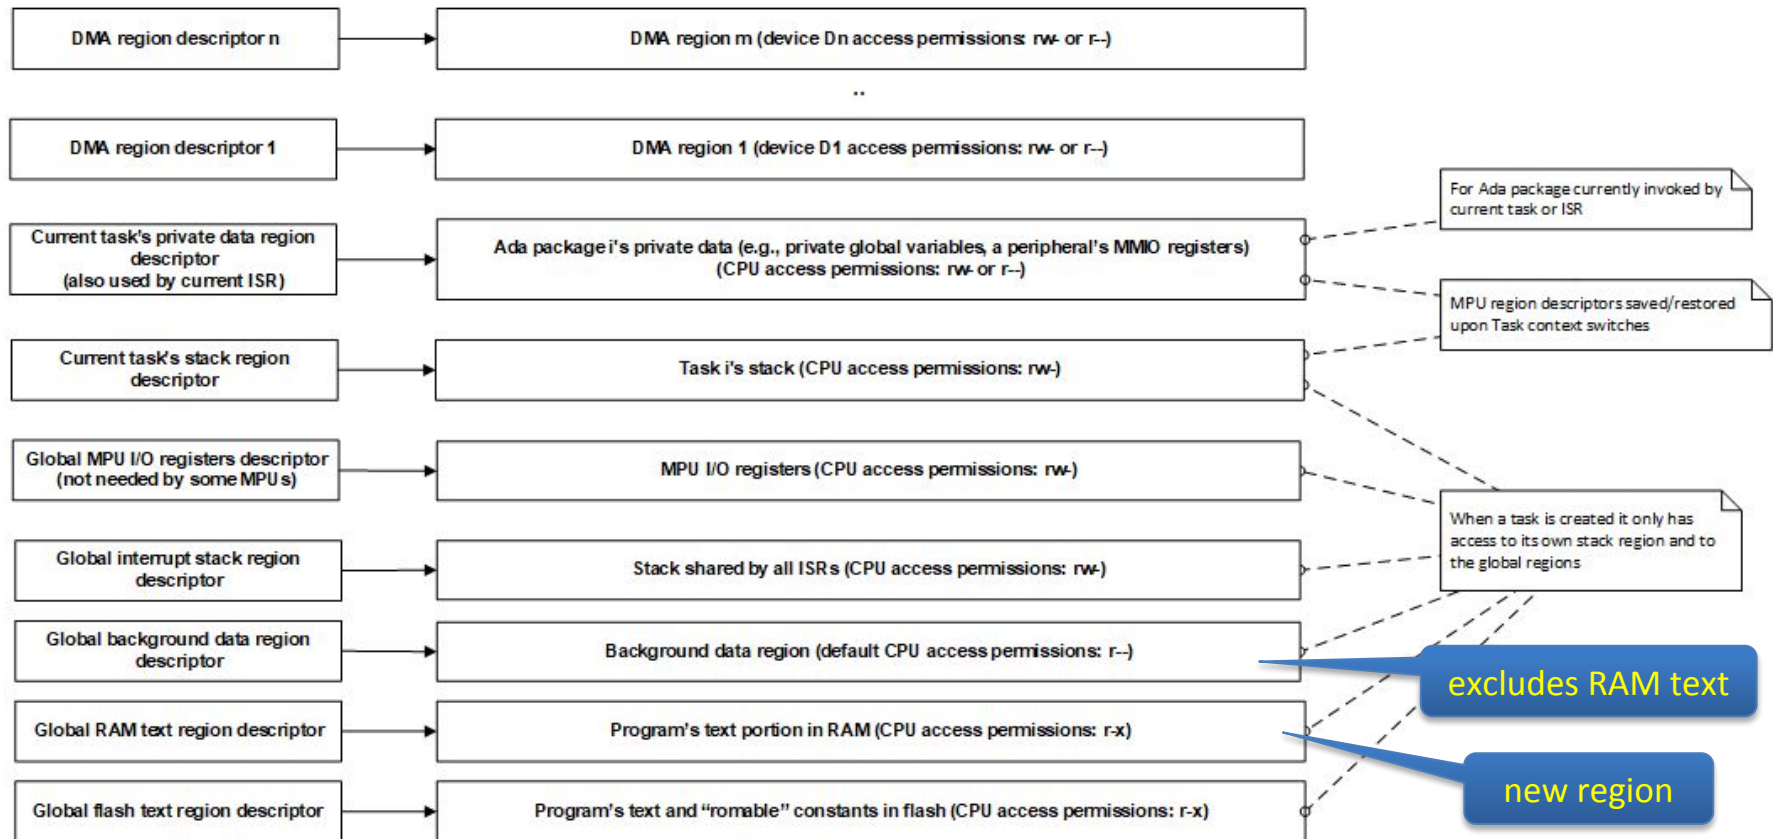 DMA region descriptor n
DMA region m (device Dn access permissions: rw- or r--)
..
DMA region descriptor 1
DMA region 1 (device D1 access permissions: rw- or r--)
For Ada package currently invoked by
current task or ISR
Current task's private data region
descriptor
(also used by current ISR)
Ada package i's private data (e.g., private global variables, a peripheral's MMIO registers)
(CPU access permissions: rw- or r--)
MPU region descriptors saved/restored
upon Task context switches
Current task's stack region
descriptor
Task i's stack (CPU access permissions: rw-)
Global MPU I/O registers descriptor
(not needed by some MPUs)
MPU I/O registers (CPU access permissions: rw-)
When a task is created it only has
access to its own stack region and to
the global regions
Global interrupt stack region
descriptor
Stack shared by all ISRs (CPU access permissions: rw-)
Global background data region
descriptor
Background data region (default CPU access permissions: r--)
excludes RAM text
Global RAM text region descriptor
Program's text portion in RAM (CPU access permissions: r-x)
new region
Global flash text region descriptor
Program's text and “romable” constants in flash (CPU access permissions: r-x)